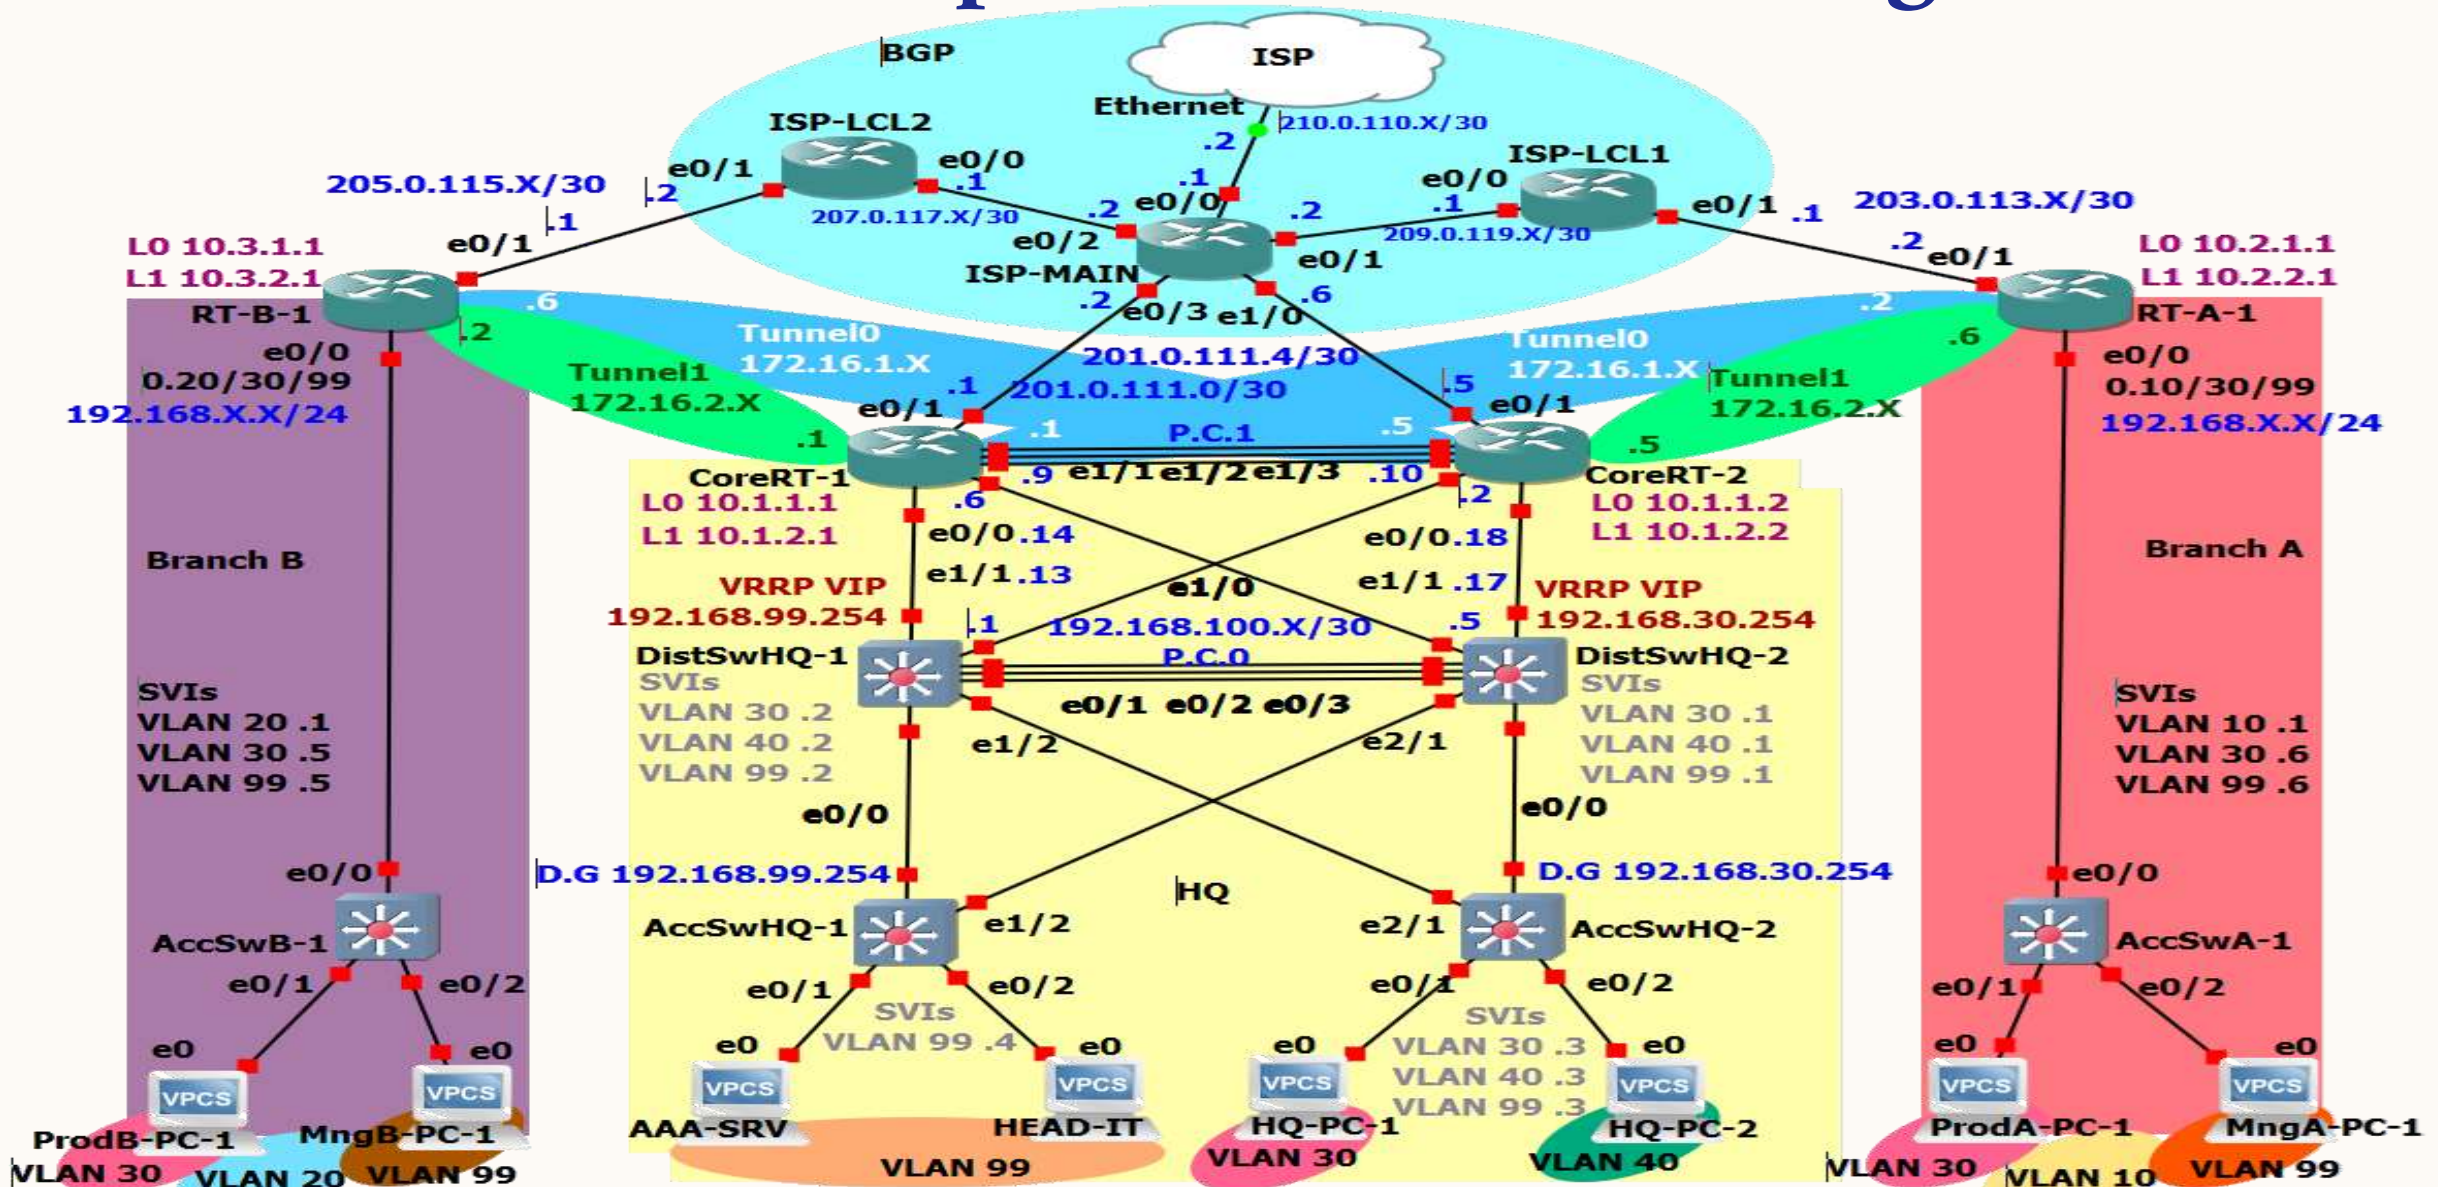 BGP
ISP
Ethernet
210.0.110.X/30
ISP-LCL2
.2
ISP-LCL1
e0/1
e0/0
e0/0
205.0.115.X/30
.2
.1
.1
.1
e0/1
.1
203.0.113.X/30
207.0.117.X/30
.2
e0/0
.2
209.0.119.X/30
.1
e0/1
e0/2
e0/1
.2
e0/1
L0 10.3.1.1
L1 10.3.2.1
ISP-MAIN
L0 10.2.1.1
L1 10.2.2.1
RT-B-1
.6
.2
e0/3
e1/0
.6
.2
RT-A-1
.2
Tunnel0
172.16.1.X
201.0.111.4/30
Tunnel0
172.16.1.X
.6
e0/0
0.20/30/99
192.168.X.X/24
Tunnel1
172.16.2.X
.1
201.0.111.0/30
.5
Tunnel1
172.16.2.X
e0/0
0.10/30/99
192.168.X.X/24
e0/1
e0/1
.1
.1
P.C.1
.5
.5
CoreRT-1
.9
e1/1
e1/2
e1/3
.10
CoreRT-2
L0 10.1.1.1
L1 10.1.2.1
.6
.2
L0 10.1.1.2
L1 10.1.2.2
e0/0
.14
e0/0
.18
Branch B
Branch A
e1/1
.13
e1/0
e1/1
.17
VRRP VIP
192.168.99.254
VRRP VIP
192.168.30.254
.1
192.168.100.X/30
.5
DistSwHQ-1
P.C.0
DistSwHQ-2
SVIs
VLAN 30 .2
VLAN 40 .2
VLAN 99 .2
SVIs
VLAN 30 .1
VLAN 40 .1
VLAN 99 .1
SVIs
VLAN 20 .1
VLAN 30 .5
VLAN 99 .5
SVIs
VLAN 10 .1
VLAN 30 .6
VLAN 99 .6
e0/1
e0/2
e0/3
e1/2
e2/1
e0/0
e0/0
e0/0
D.G 192.168.99.254
HQ
D.G 192.168.30.254
e0/0
AccSwB-1
AccSwHQ-1
e1/2
e2/1
AccSwHQ-2
AccSwA-1
e0/1
e0/2
e0/1
e0/2
e0/1
e0/2
e0/1
e0/2
SVIs
VLAN 99 .4
SVIs
VLAN 30 .3
VLAN 40 .3
VLAN 99 .3
e0
e0
e0
e0
e0
e0
e0
e0
VPCS
VPCS
VPCS
VPCS
VPCS
VPCS
VPCS
VPCS
ProdB-PC-1
MngB-PC-1
AAA-SRV
HEAD-IT
HQ-PC-1
HQ-PC-2
ProdA-PC-1
MngA-PC-1
VLAN 30
VLAN 20
VLAN 99
VLAN 99
VLAN 30
VLAN 40
VLAN 30
VLAN 10
VLAN 99